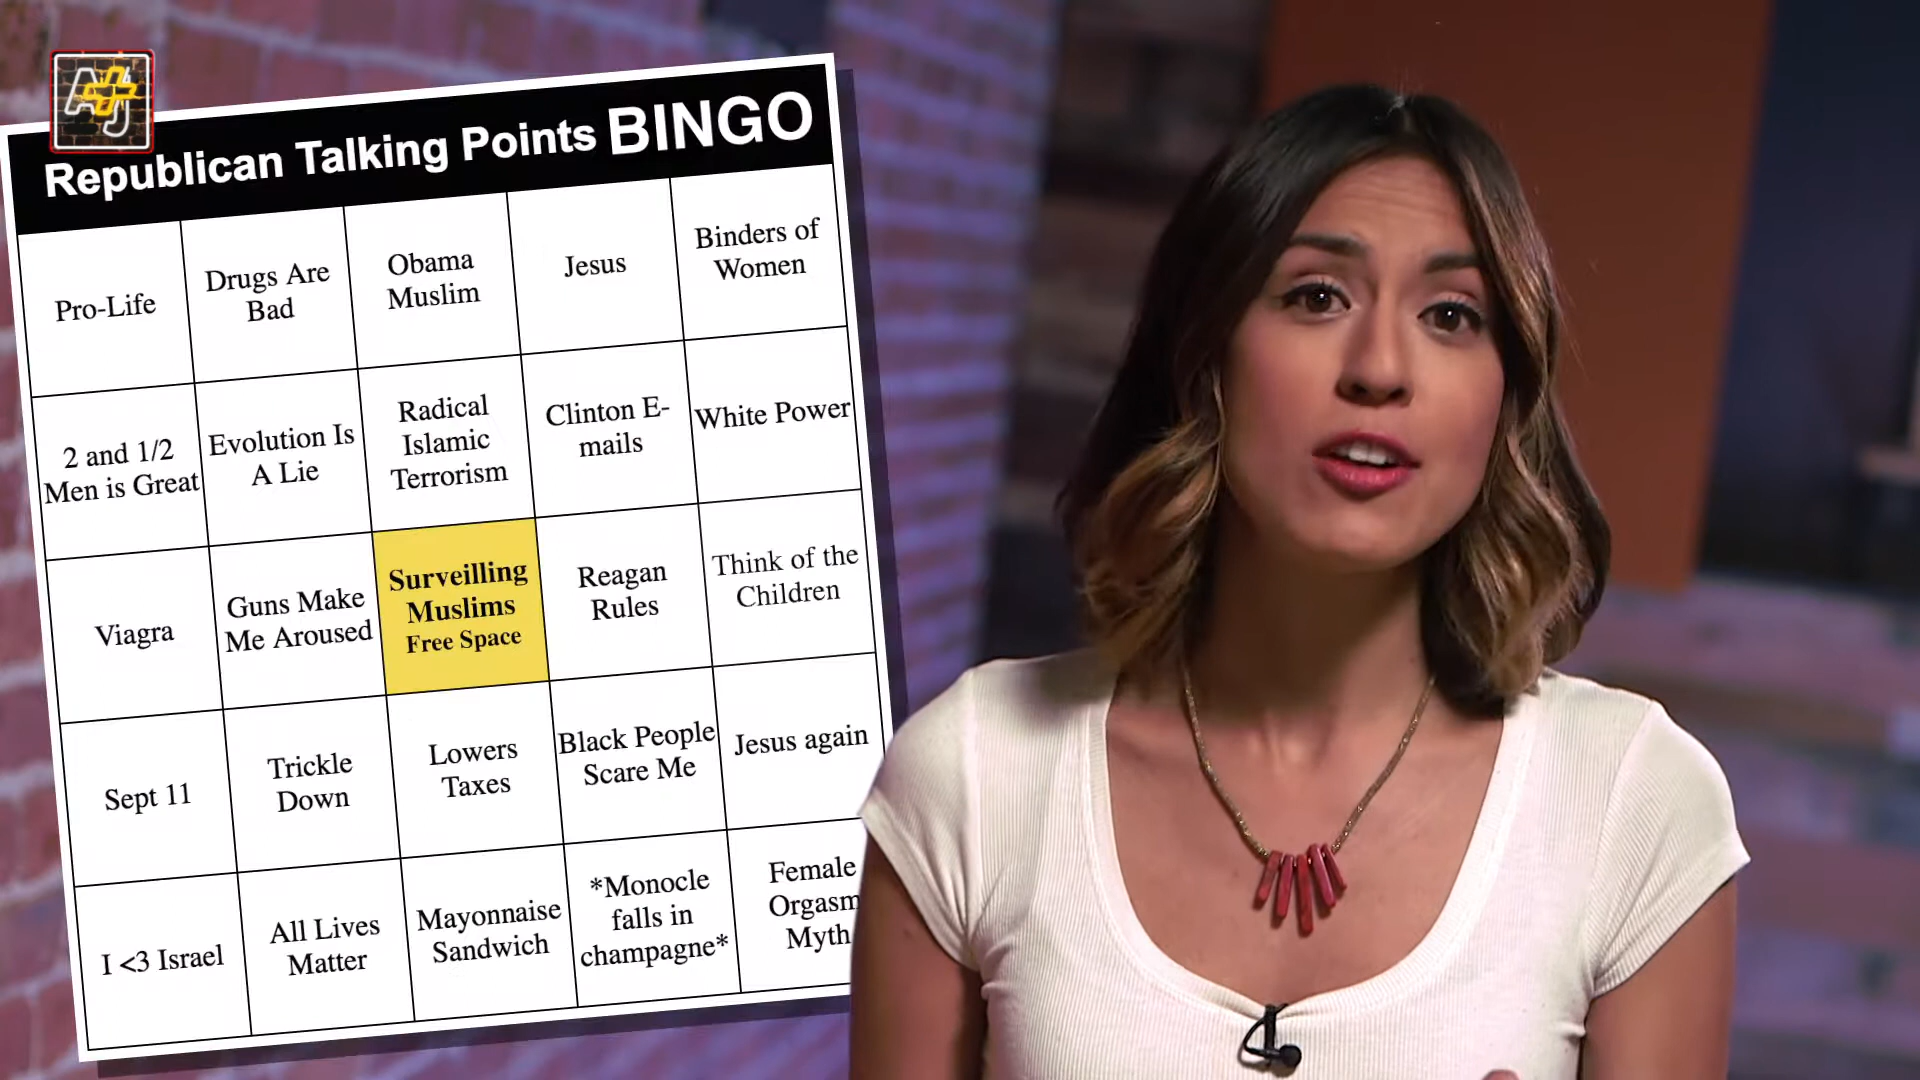 AJ+
Republican Talking Points BINGO
Pro-Life
Drugs Are
Bad
Obama
Muslim
Jesus
Binders of
Women
2 and 1/2
Men is Great
Evolution Is
A Lie
Radical
Islamic
Terrorism
Clinton E-
mails
White Power
Viagra
Guns Make
Me Aroused
Surveilling
Muslims
Free Space
Reagan
Rules
Think of the
Children
Sept 11
Trickle
Down
Lowers
Taxes
Black People
Scare Me
Jesus again
I <3 Israel
All Lives
Matter
Mayonnaise
Sandwich
*Monocle
falls in
champagne*
Female
Orgasm
Myth